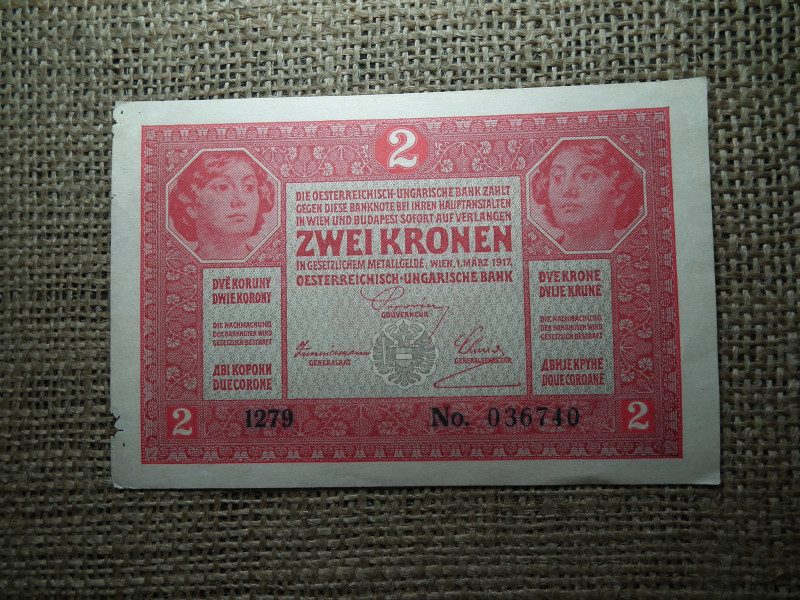 2
DIE OESTERREICHISCH-UNGARISCHE BANK ZAHLT
GEGEN DIESE BANKNOTE BEI IHREN HAUPTANSTALTEN
IN WIEN UND BUDAPEST SOFORT AUF VERLANGEN
ZWEI KRONEN
IN GESETZLICHEM METALLGELDE. WIEN, 1. MÄRZ 1917.
OESTERREICHISCH-UNGARISCHE BANK
GOUVERNEUR
GENERALRAT
GENERALSEKRETÄR
DVĚ KORUNY
DWIE KORONY
DIE NACHMACHUNG
DER BANKNOTEN WIRD
GESETZLICH BESTRAFT
ДВІ КОРОНИ
DUE CORONE
DVE KRONE
DVIJE KRUNE
DIE NACHMACHUNG
DER BANKNOTEN WIRD
GESETZLICH BESTRAFT
ДВИЈЕ КРУНЕ
DOUE COROANE
2
1279
No. 036740
2